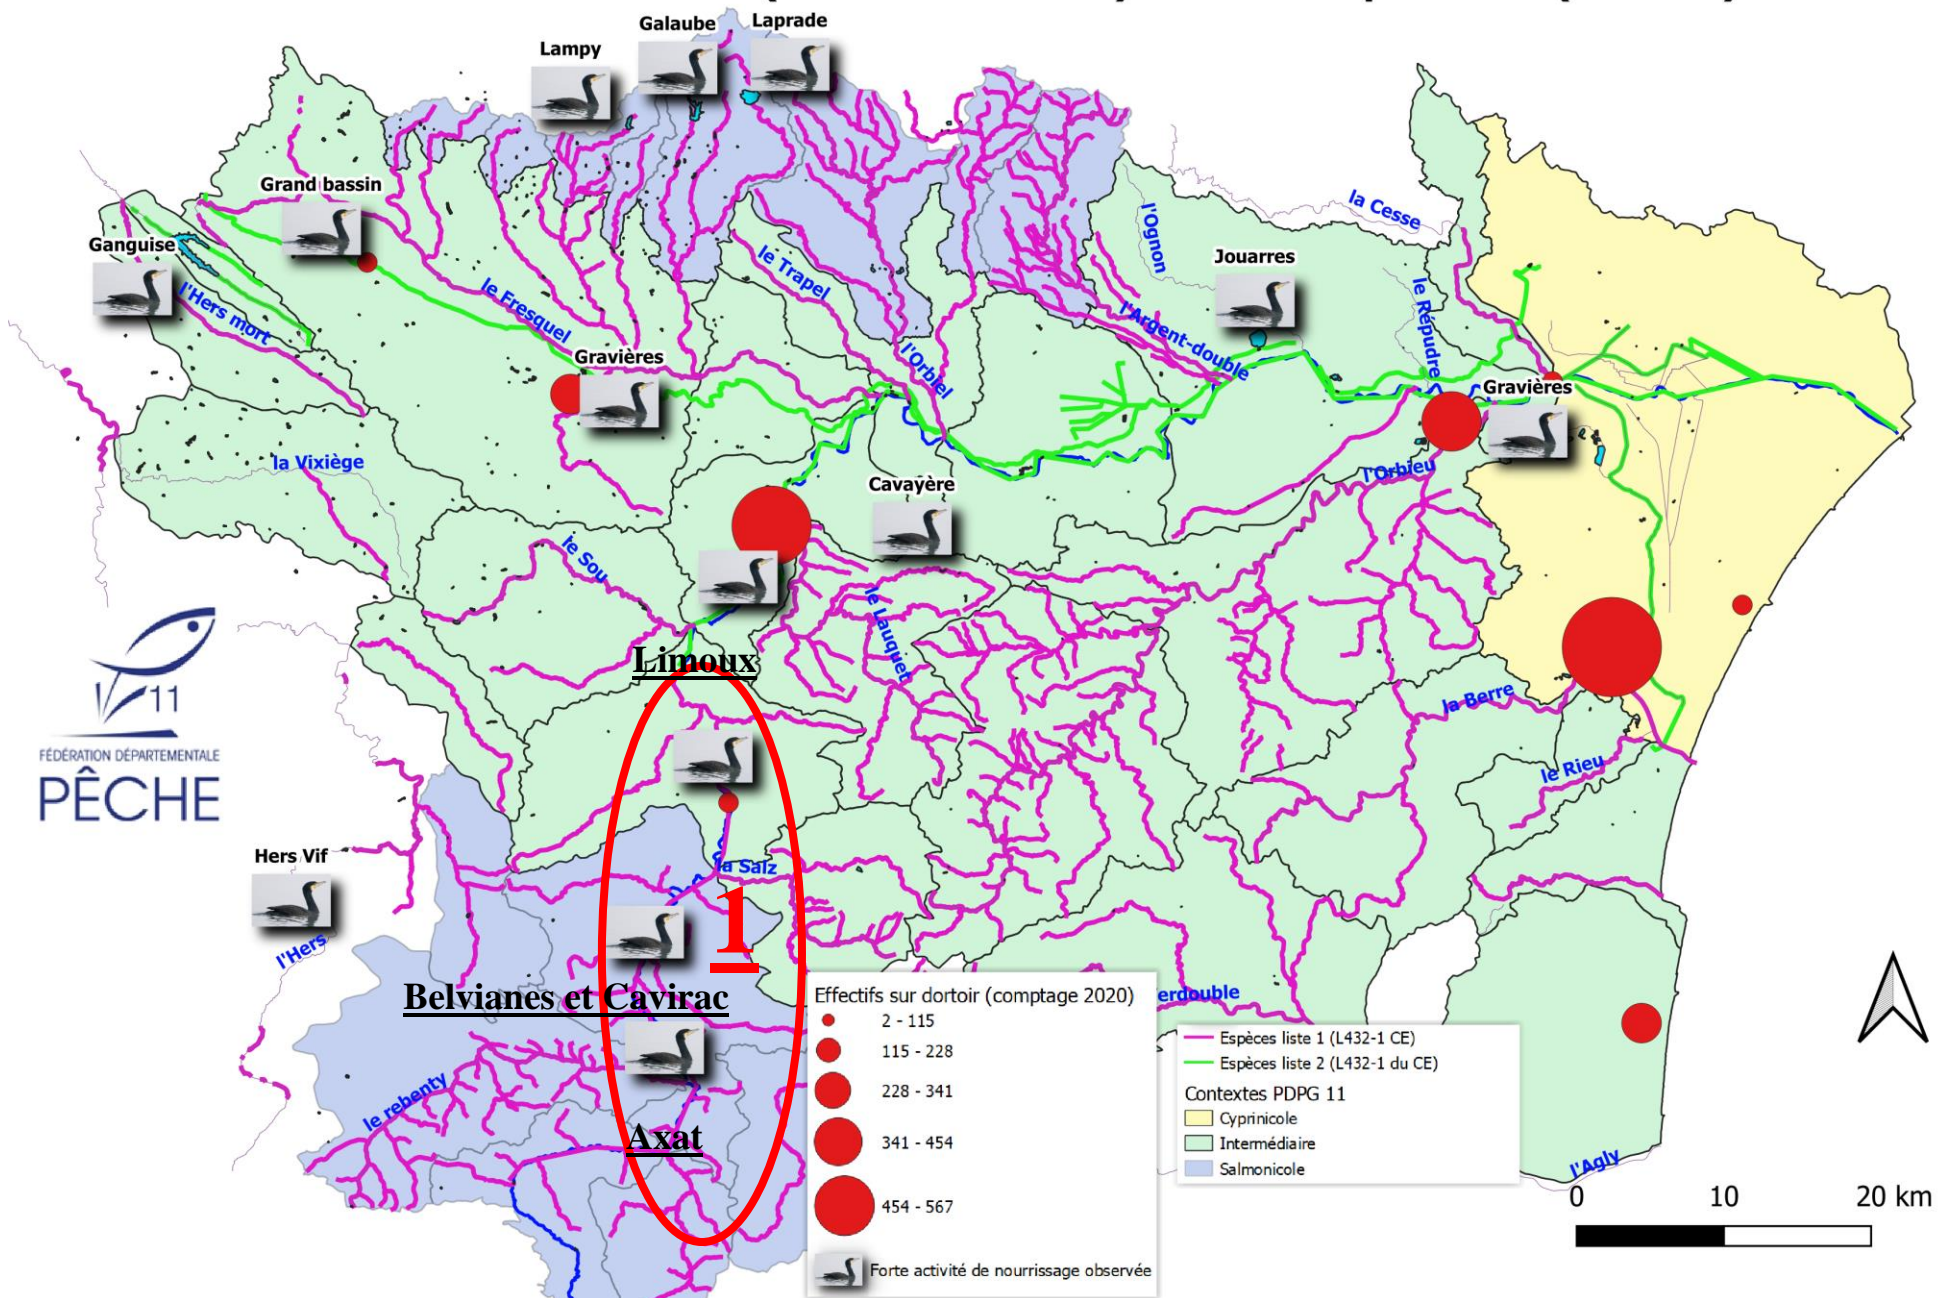 Galaube
Laprade
Lampy
Grand bassin
la Cesse
l'Ognon
Ganguise
Jouarres
le Trapel
l'Hers mort
le Fresquel
le Répudre
l'Argent-double
Gravières
l'Orbiel
Gravières
la Vixiège
l'Orbieu
Cavayère
le Sou
le Lauquet
11
Limoux
FÉDÉRATION DÉPARTEMENTALE
PÊCHE
la Berre
le Rieu
Hers Vif
la Salz
1
l'Hers
Belvianes et Cavirac
erdouble
le rebenty
Axat
Effectifs sur dortoir (comptage 2020)
2 - 115
115 - 228
228 - 341
341 - 454
454 - 567
Forte activité de nourrissage observée
Espèces liste 1 (L432-1 CE)
Espèces liste 2 (L432-1 du CE)
Contextes PDPG 11
Cyprinicole
Intermédiaire
Salmonicole
l'Agly
0 10 20 km